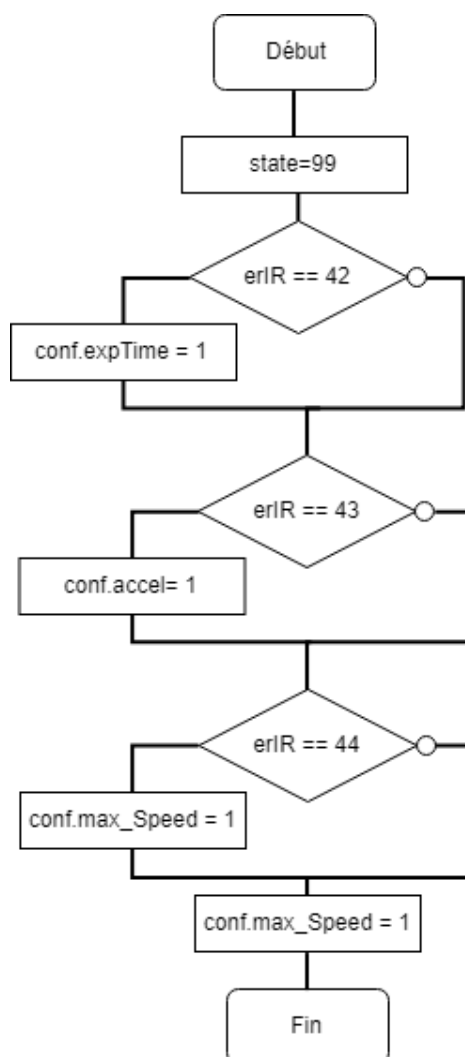 Début
state=99
erIR == 42
conf.expTime = 1
erIR == 43
conf.accel= 1
erIR == 44
conf.max_Speed = 1
conf.max_Speed = 1
Fin